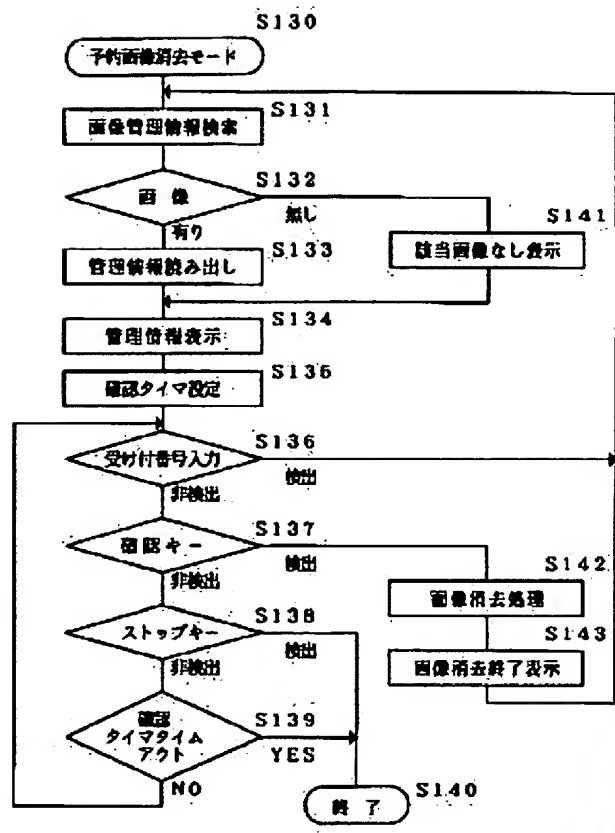 S130
予約画像消去モード
S131
画像管理情報検索
S132
画像
無し
有り
S141
該当画像なし表示
S133
管理情報読み出し
S134
管理情報表示
S135
確認タイマ設定
S136
受け付番号入力
検出
非検出
S137
確認キー
検出
非検出
S142
画像消去処理
S138
ストップキー
検出
非検出
S143
画像消去終了表示
S139
確認
タイマタイム
アウト
YES
NO
S140
終了